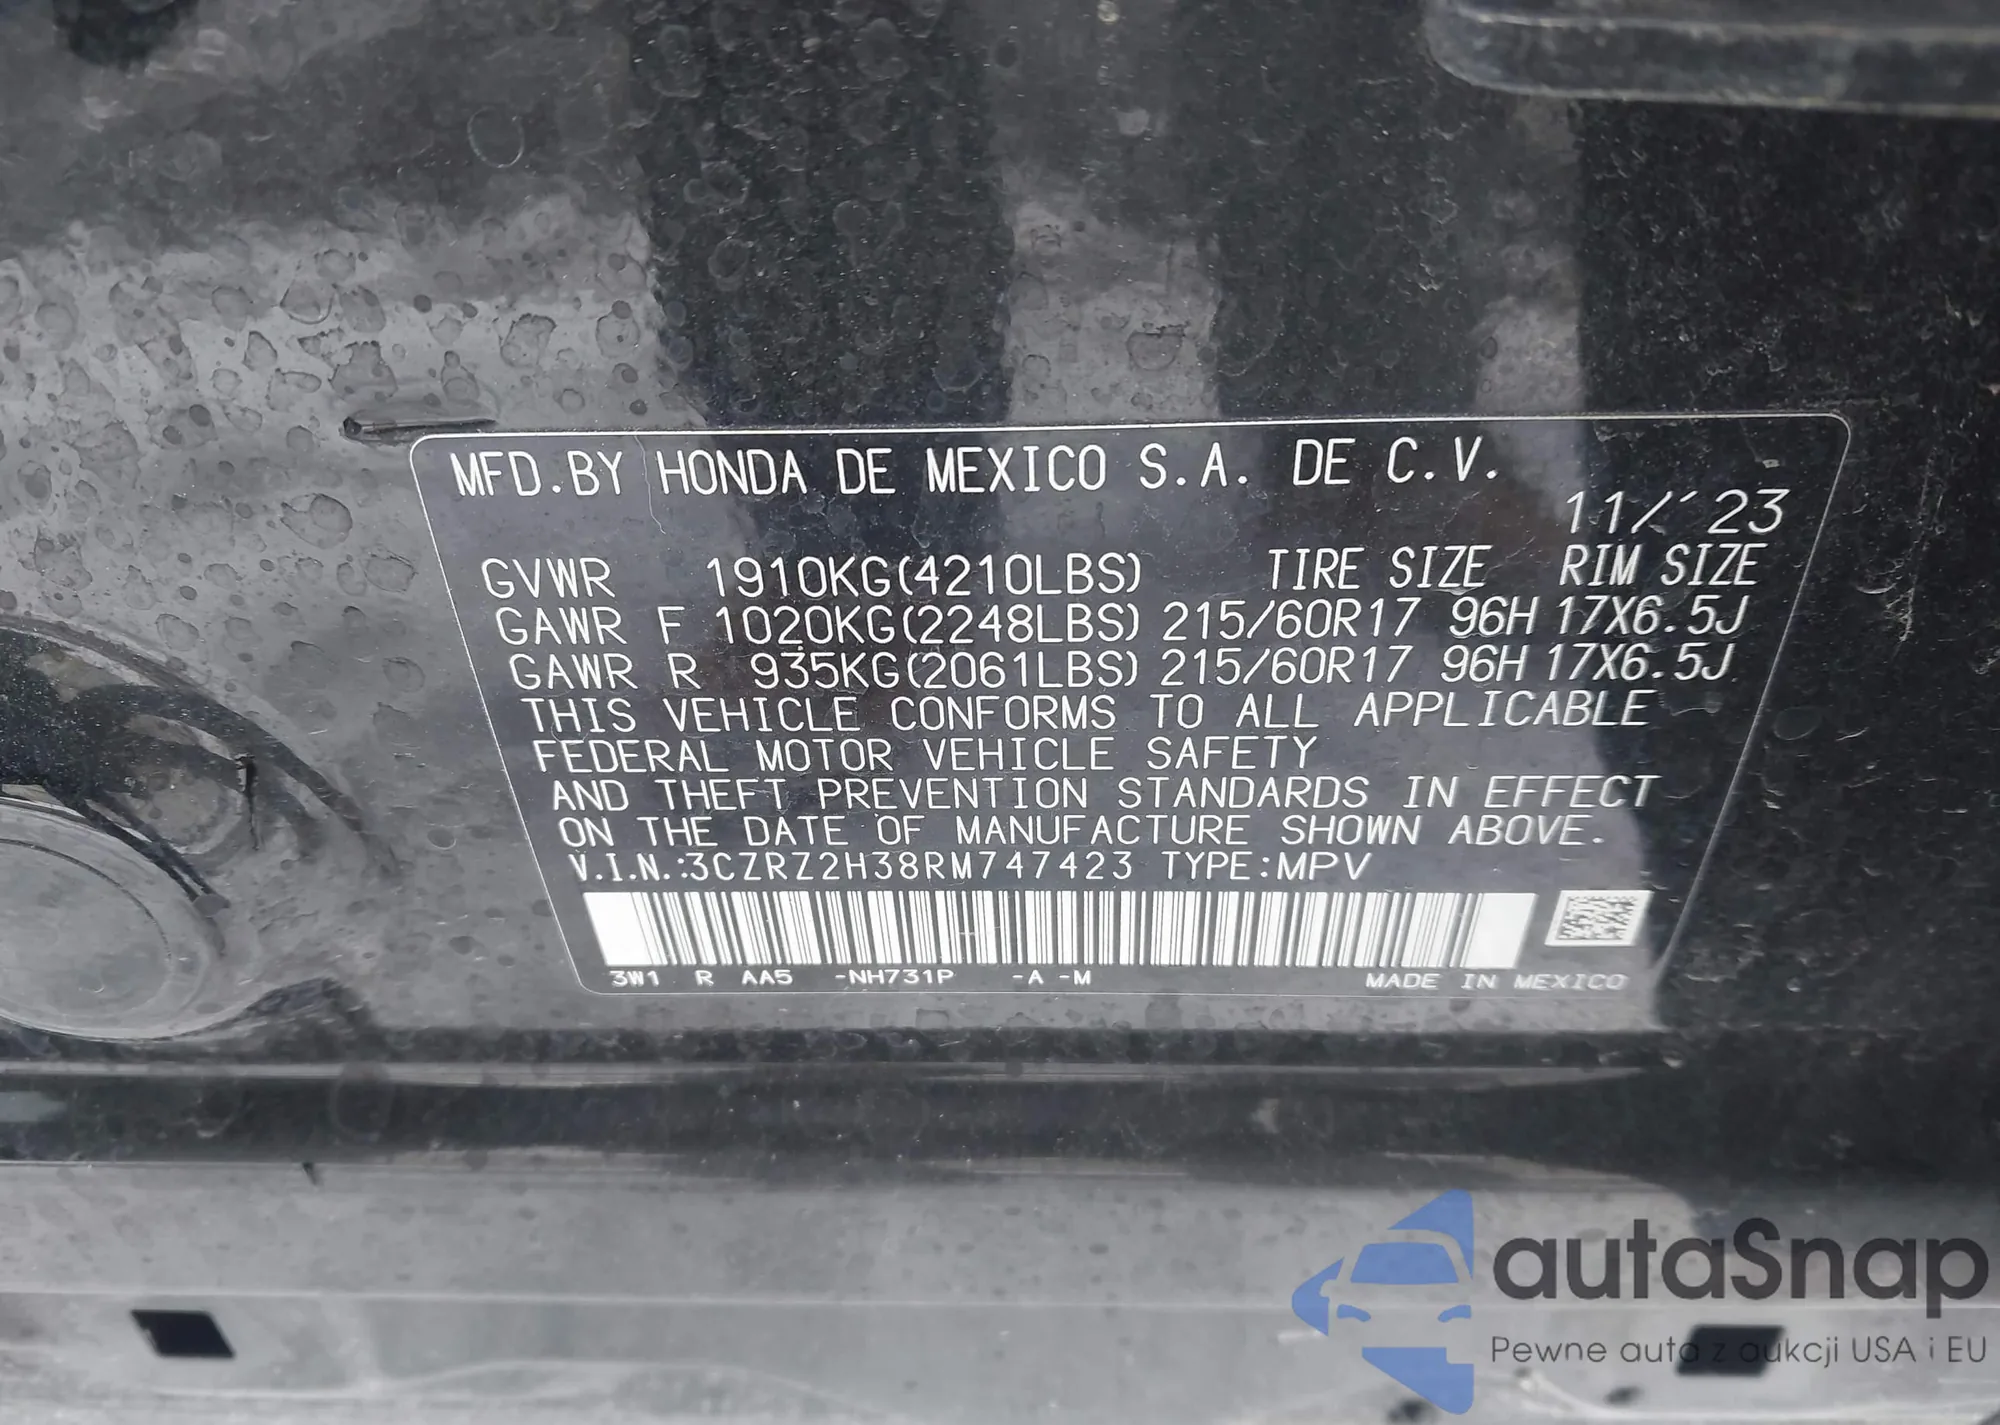 MFD.BY HONDA DE MEXICO S.A. DE C.V.
11/´23
GVWR 1910KG(4210LBS) TIRE SIZE RIM SIZE
GAWR F 1020KG(2248LBS) 215/60R17 96H 17X6.5J
GAWR R 935KG(2061LBS) 215/60R17 96H 17X6.5J
THIS VEHICLE CONFORMS TO ALL APPLICABLE
FEDERAL MOTOR VEHICLE SAFETY
AND THEFT PREVENTION STANDARDS IN EFFECT
ON THE DATE OF MANUFACTURE SHOWN ABOVE.
V.I.N.:3CZRZ2H38RM747423 TYPE:MPV
3W1 R AA5 -NH731P -A -M MADE IN MEXICO
autaSnap
Pewne auta z aukcji USA i EU